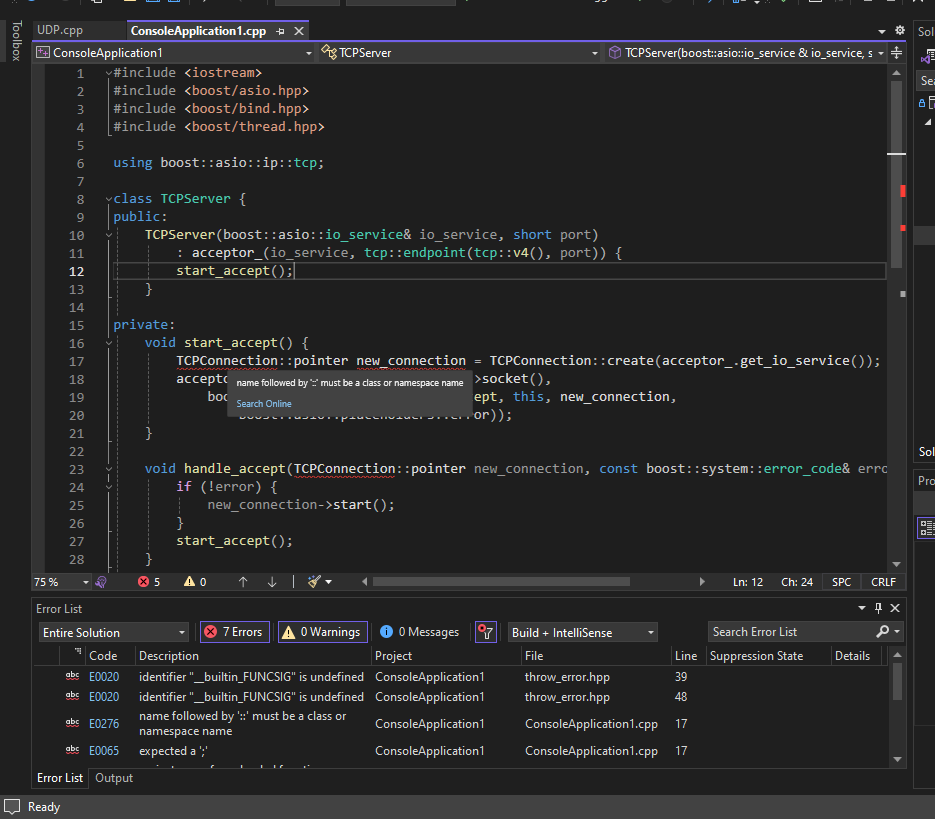 Toolbox
UDP.cpp
ConsoleApplication1.cpp
ConsoleApplication1
TCPServer
TCPServer(boost::asio::io_service & io_service, s
1 #include <iostream>
2 #include <boost/asio.hpp>
3 #include <boost/bind.hpp>
4 #include <boost/thread.hpp>
5
6 using boost::asio::ip::tcp;
7
8 class TCPServer {
9 public:
10 TCPServer(boost::asio::io_service& io_service, short port)
11 : acceptor_(io_service, tcp::endpoint(tcp::v4(), port)) {
12 start_accept();
13 }
14
15 private:
16 void start_accept() {
17 TCPConnection::pointer new_connection = TCPConnection::create(acceptor_.get_io_service());
18 accepto >socket(),
name followed by '::' must be a class or namespace name
19 bo ept, this, new_connection,
Search Online
20 boost::asio::placeholders::error));
21 }
22
23 void handle_accept(TCPConnection::pointer new_connection, const boost::system::error_code& erro
24 if (!error) {
25 new_connection->start();
26 }
27 start_accept();
28 }
75 %
5
0
Ln: 12 Ch: 24 SPC CRLF
Error List
Entire Solution
7 Errors
0 Warnings
0 Messages
Build + IntelliSense
Search Error List
Code Description Project File Line Suppression State Details
abc E0020 identifier "__builtin_FUNCSIG" is undefined ConsoleApplication1 throw_error.hpp 39
abc E0020 identifier "__builtin_FUNCSIG" is undefined ConsoleApplication1 throw_error.hpp 48
abc E0276 name followed by '::' must be a class or namespace name ConsoleApplication1 ConsoleApplication1.cpp 17
abc E0065 expected a ';' ConsoleApplication1 ConsoleApplication1.cpp 17
Error List Output
Ready
Sol
Sea
Sol
Pro